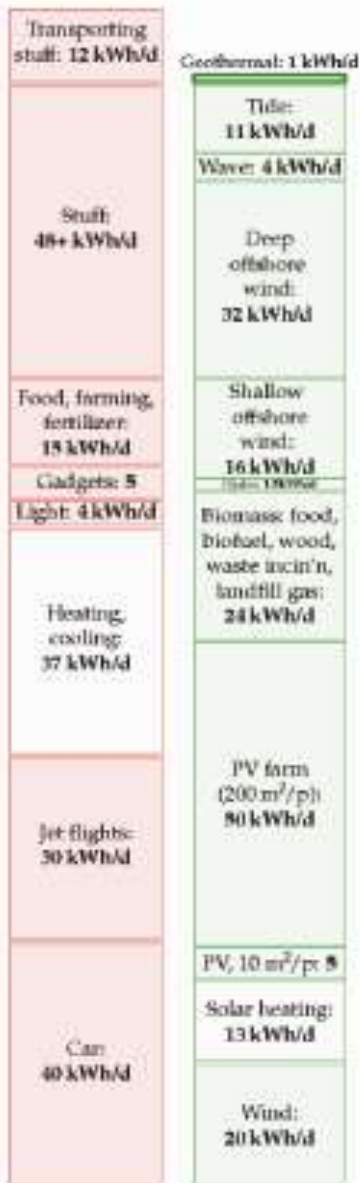 Transporting
stuff: 12 kWh/d
Stuff:
48+ kWh/d
Food, farming,
fertilizer:
15 kWh/d
Gadgets: 5
Light: 4 kWh/d
Heating,
cooling:
37 kWh/d
Jet flights:
30 kWh/d
Car:
40 kWh/d
Geothermal: 1 kWh/d
Tide:
11 kWh/d
Wave: 4 kWh/d
Deep
offshore
wind:
32 kWh/d
Shallow
offshore
wind:
16 kWh/d
Biomass: food,
biofuel, wood,
waste incin'n,
landfill gas:
24 kWh/d
PV farm
(200 m²/p):
50 kWh/d
PV, 10 m²/p: 5
Solar heating:
13 kWh/d
Wind:
20 kWh/d